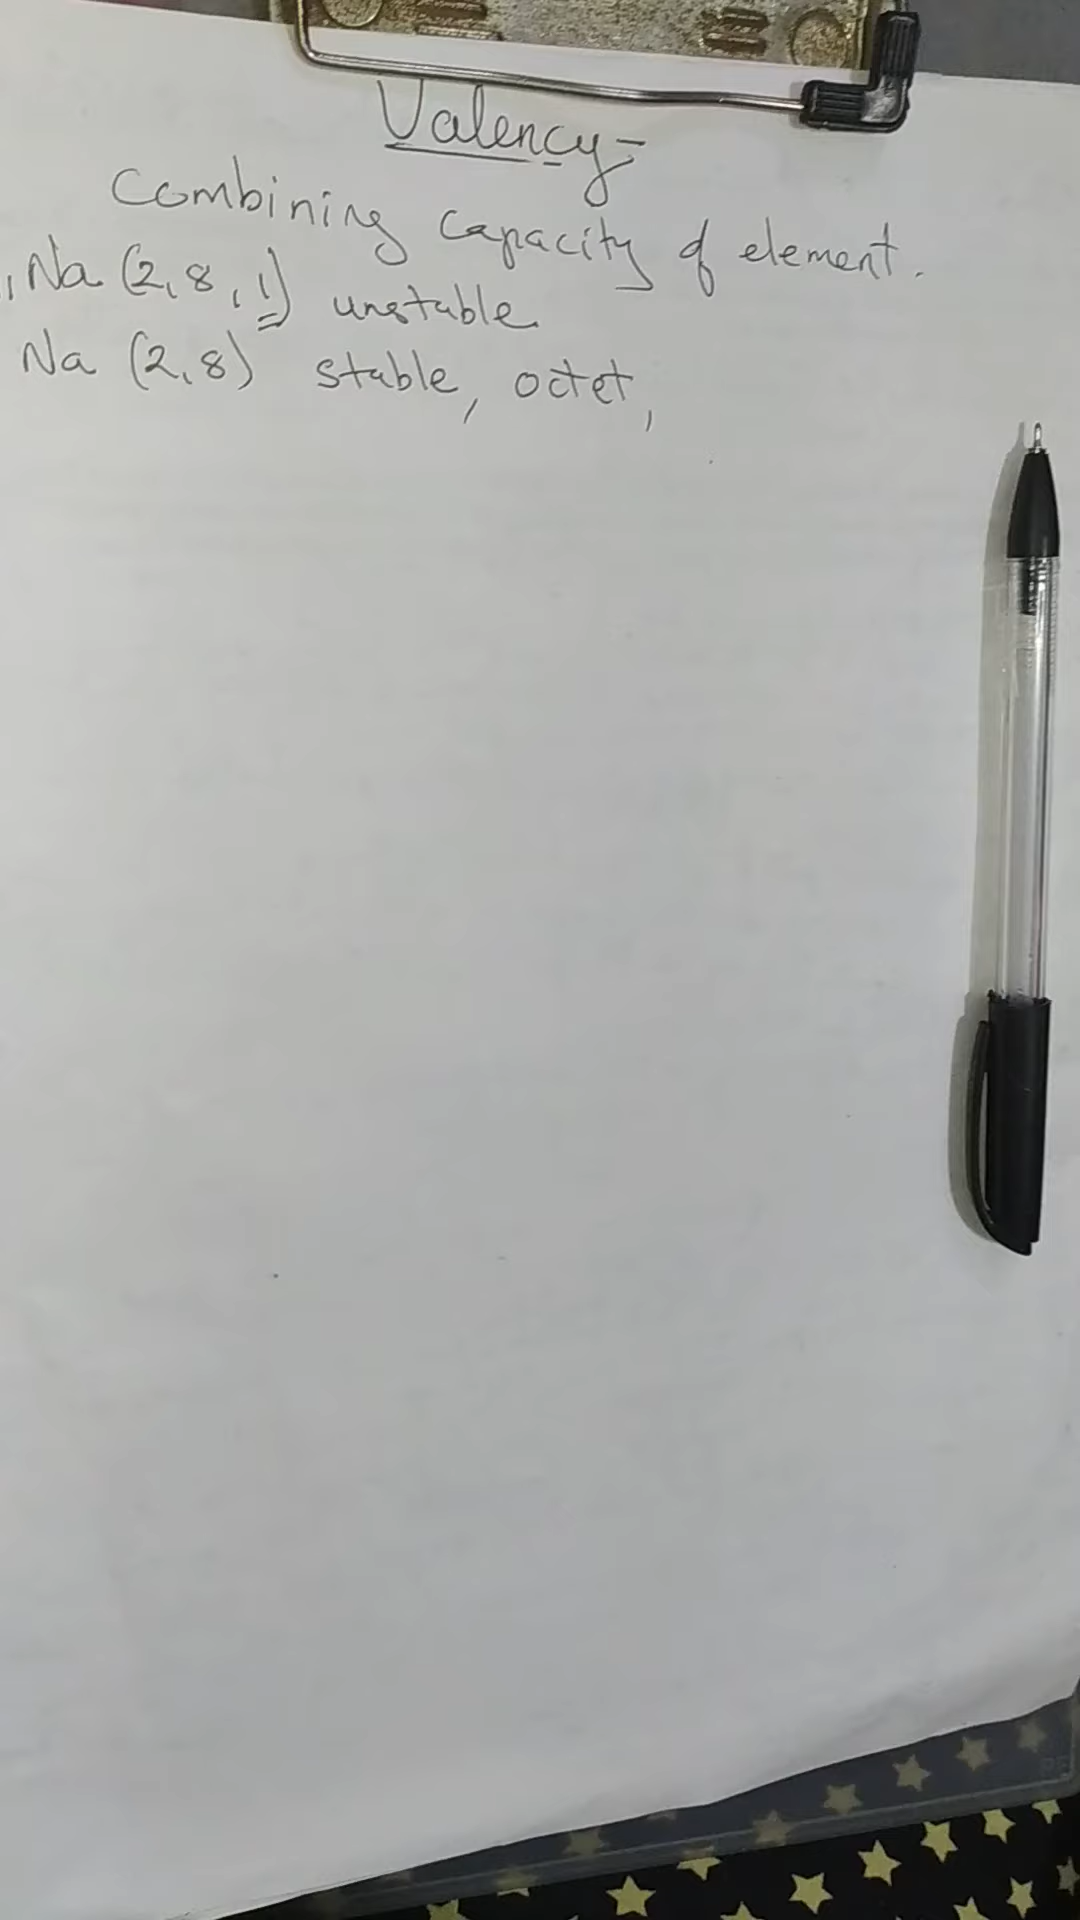 Valency-
Combining capacity of element.
Na (2,8,1) unstable
Na (2,8) stable, octet,